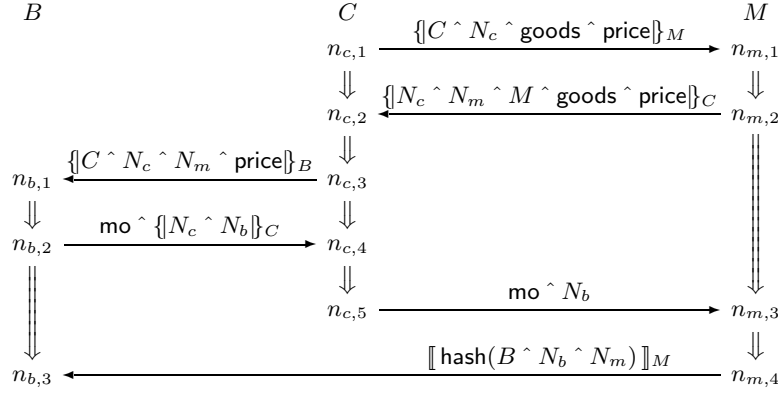 B C M
{|C ˆ N_c ˆ goods ˆ price|}_M
n_{c,1} n_{m,1}
{|N_c ˆ N_m ˆ M ˆ goods ˆ price|}_C
n_{c,2} n_{m,2}
{|C ˆ N_c ˆ N_m ˆ price|}_B
n_{b,1} n_{c,3}
mo ˆ {|N_c ˆ N_b|}_C
n_{b,2} n_{c,4}
mo ˆ N_b
n_{c,5} n_{m,3}
[[ hash(B ˆ N_b ˆ N_m) ]]_M
n_{b,3} n_{m,4}